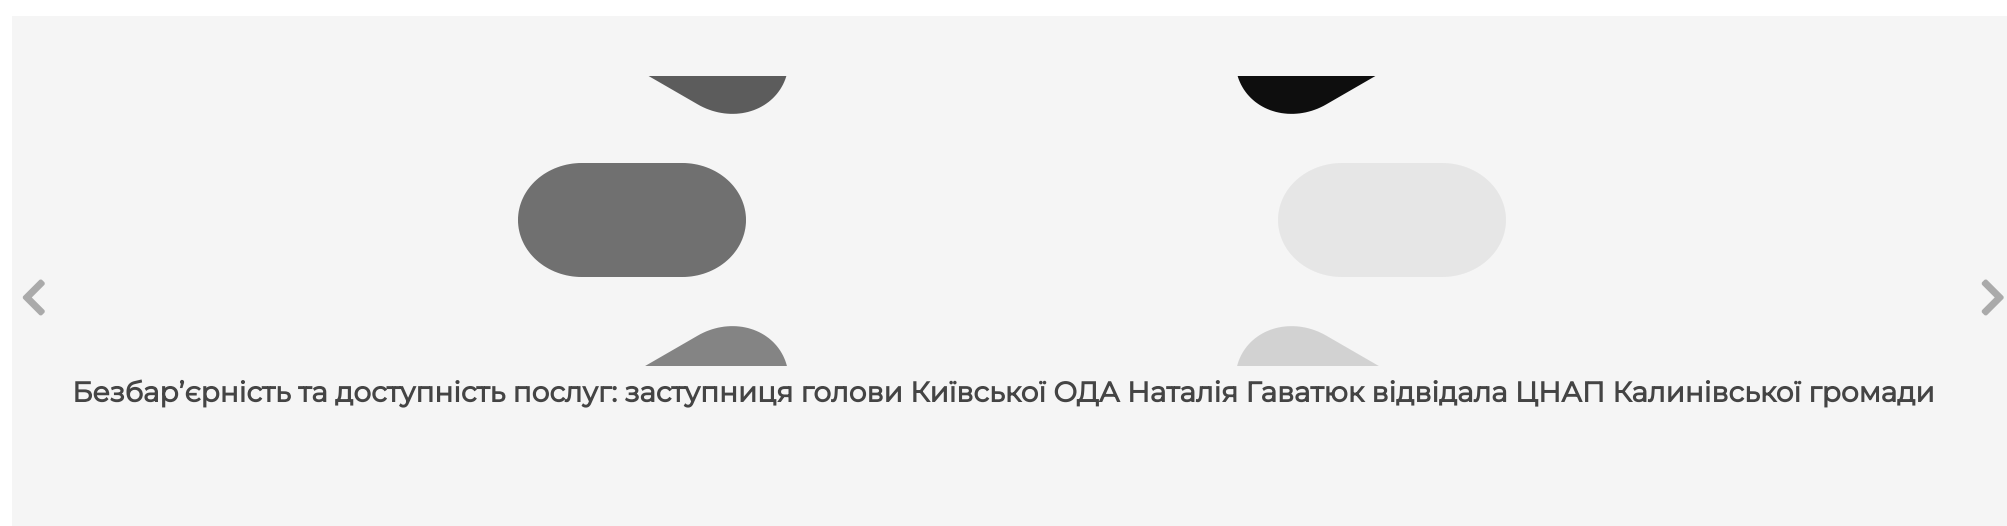 Безбар’єрність та доступність послуг: заступниця голови Київської ОДА Наталія Гаватюк відвідала ЦНАП Калинівської громади